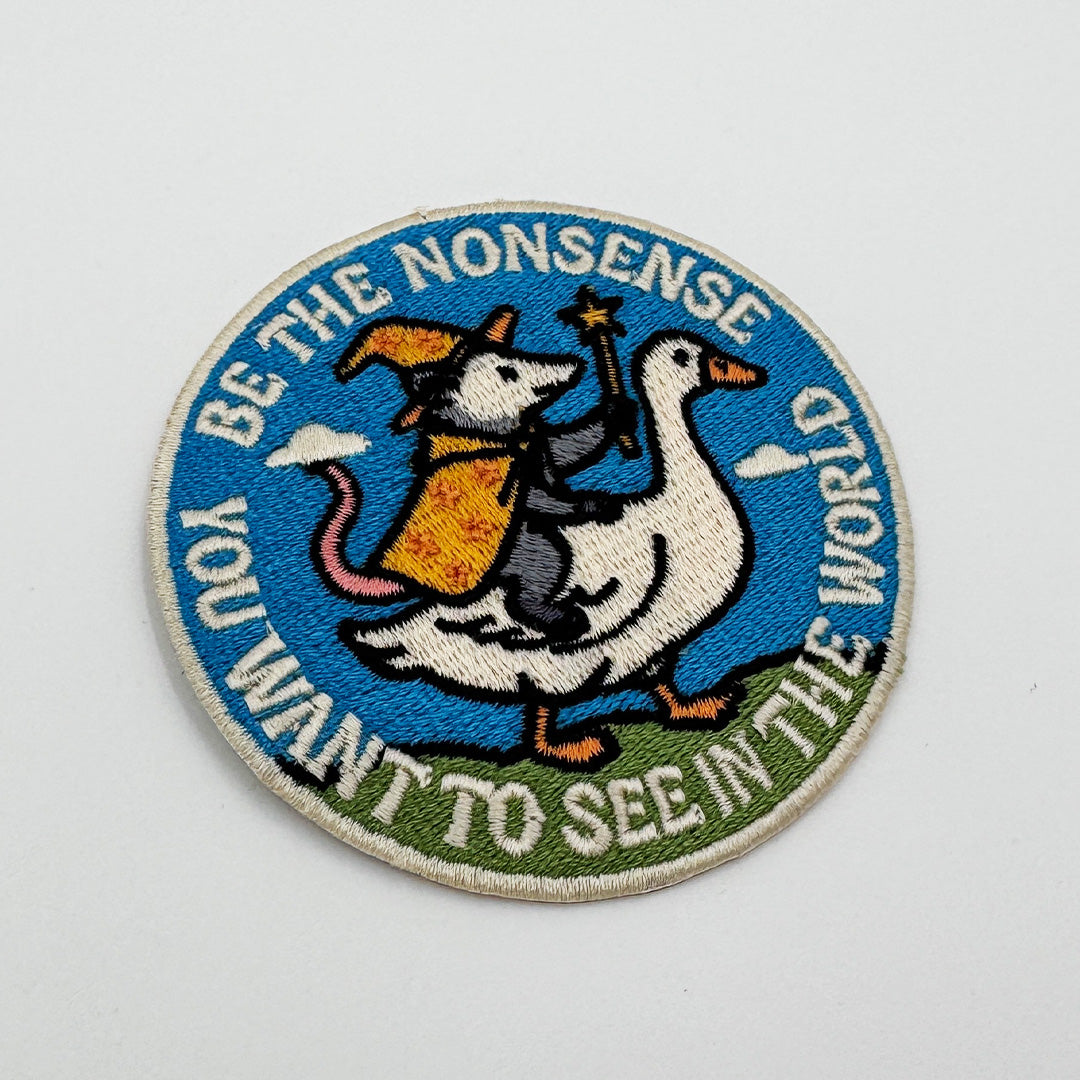 BE THE NONSENSE
YOU WANT TO SEE IN THE WORLD